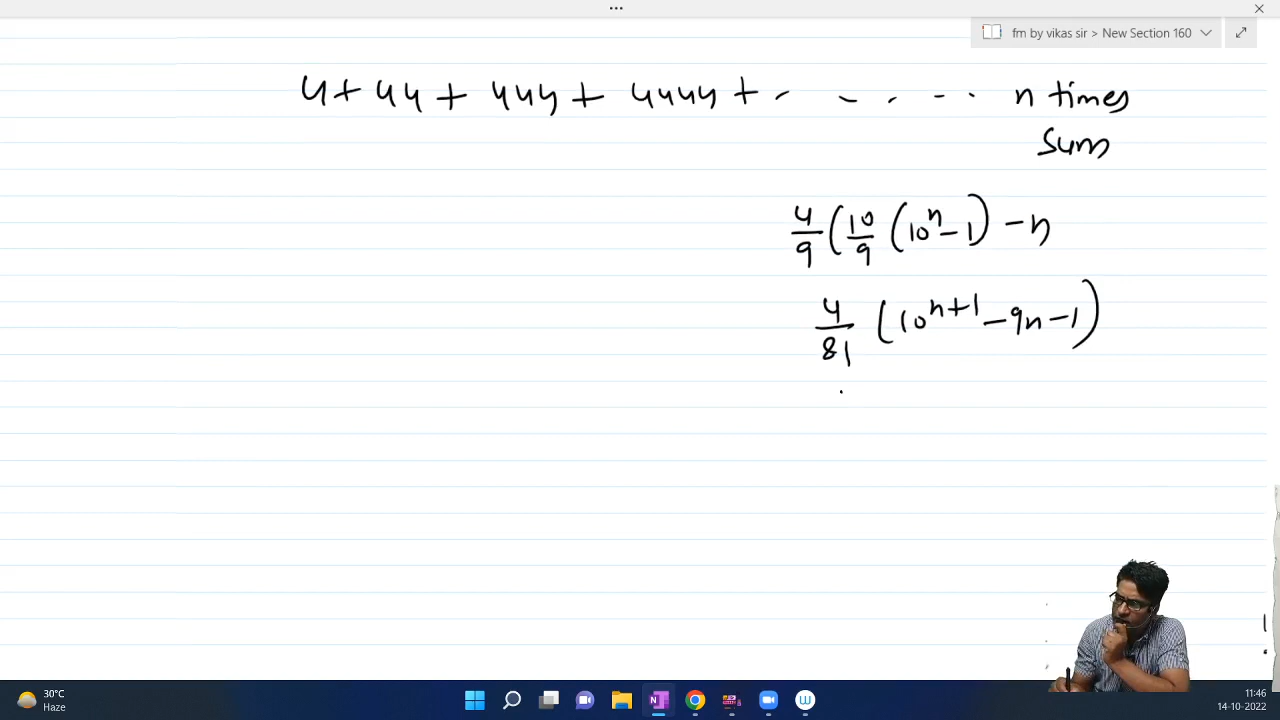 fm by vikas sir > New Section 160
4 + 44 + 444 + 4444 + - - . - . n times
Sum
4/9 (10/9 (10^n - 1) - n
4/81 (10^{n+1} - 9n - 1)
30°C
Haze
11:46
14-10-2022